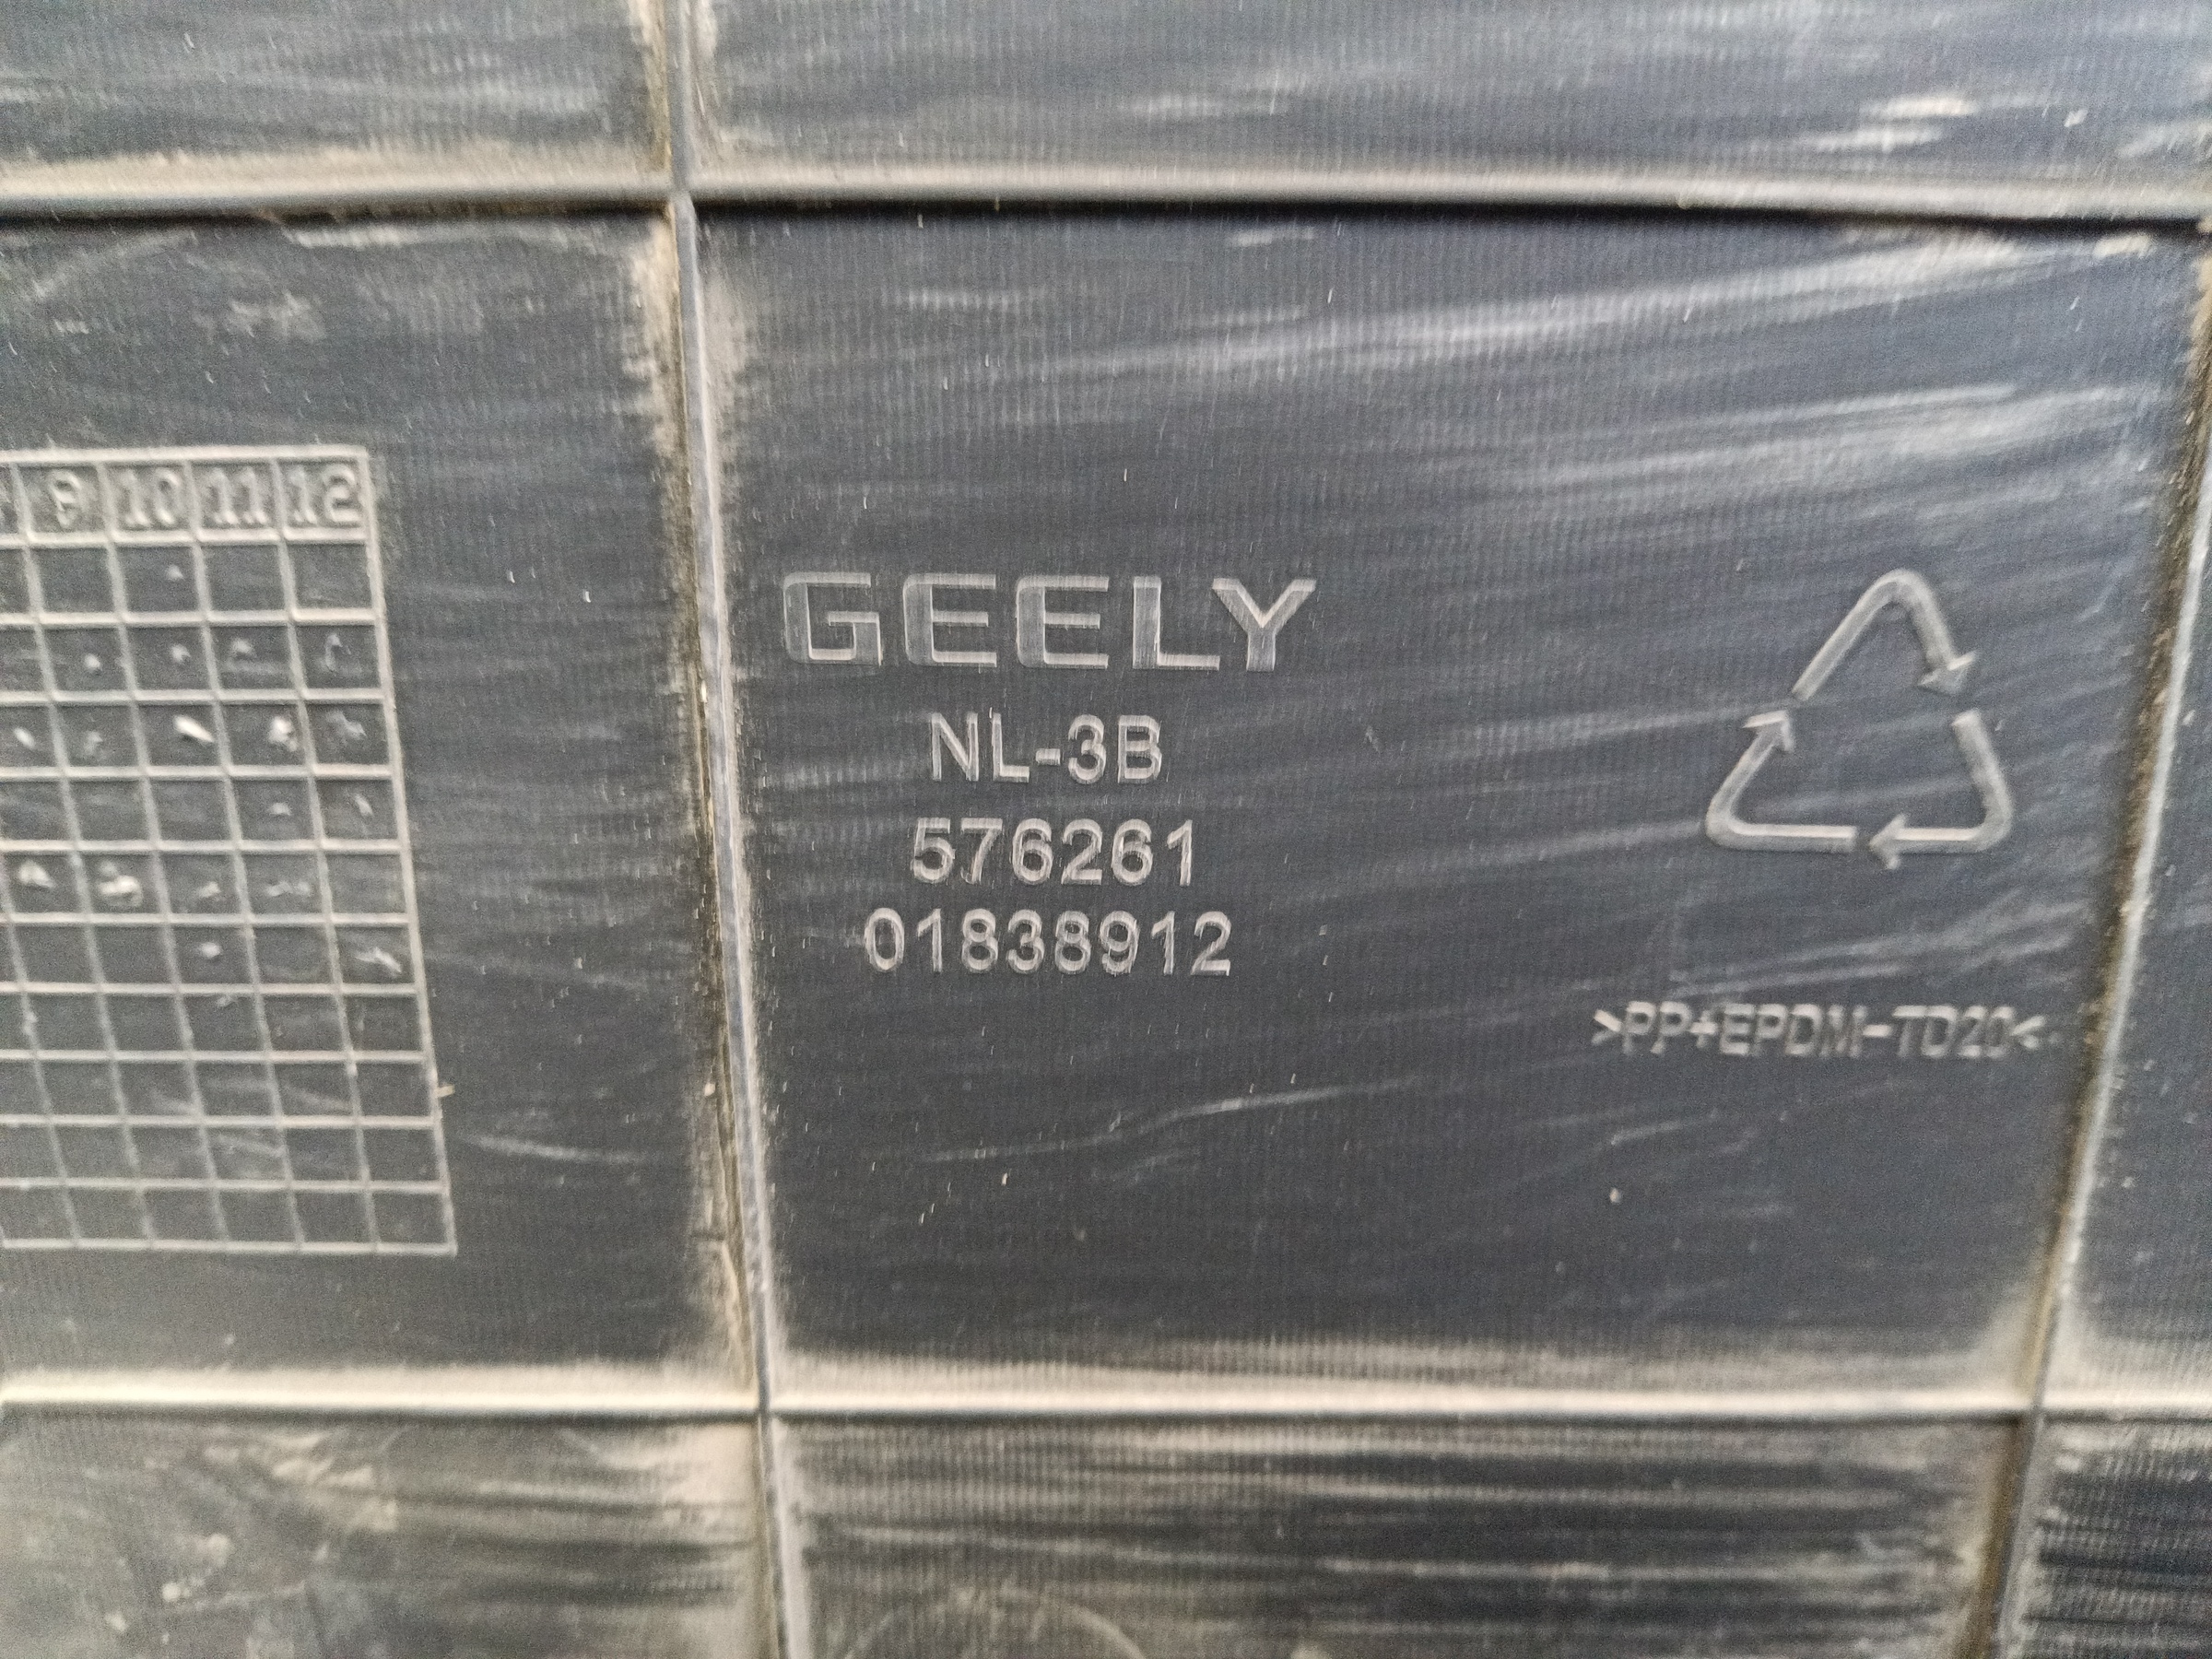 9 10 11 12
GEELY
NL-3B
576261
01838912
>PP+EPDM-TD20<